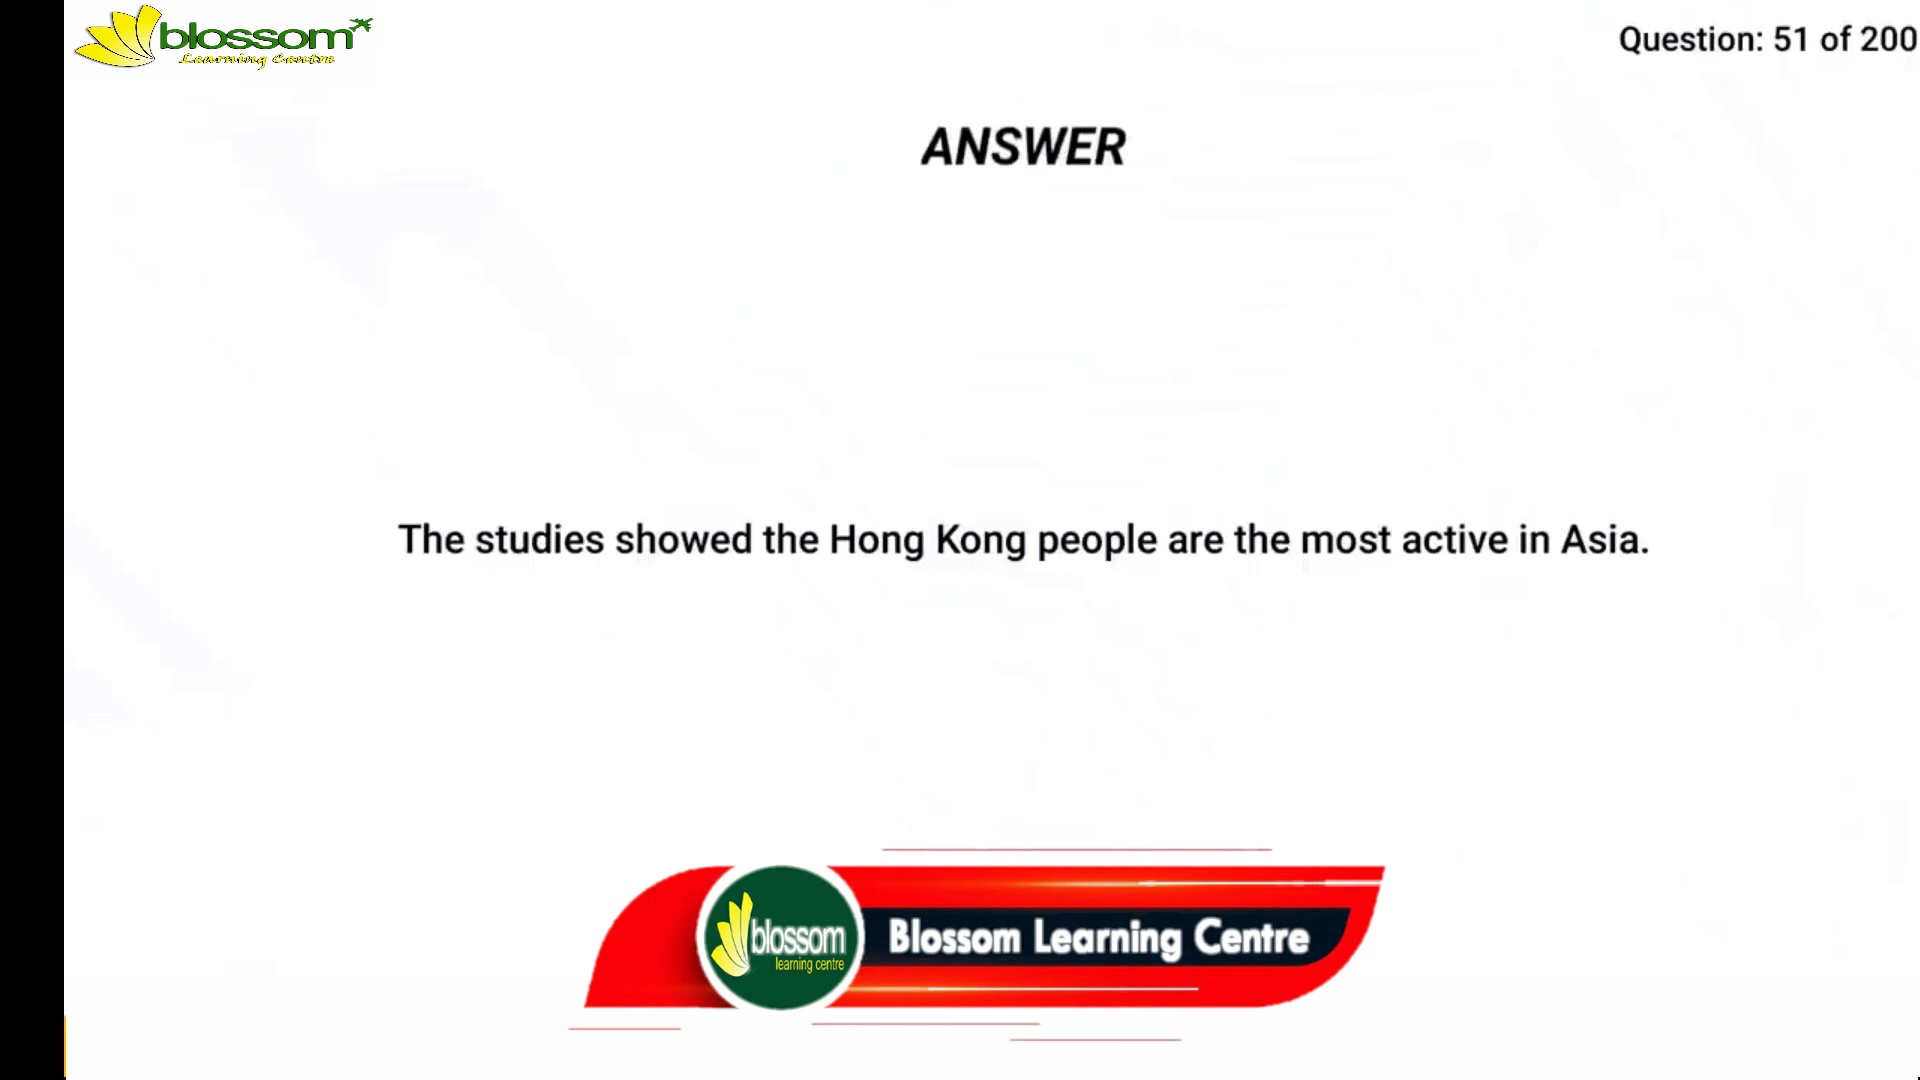 blossom
Learning Centre
Question: 51 of 200
ANSWER
The studies showed the Hong Kong people are the most active in Asia.
blossom
learning centre
Blossom Learning Centre